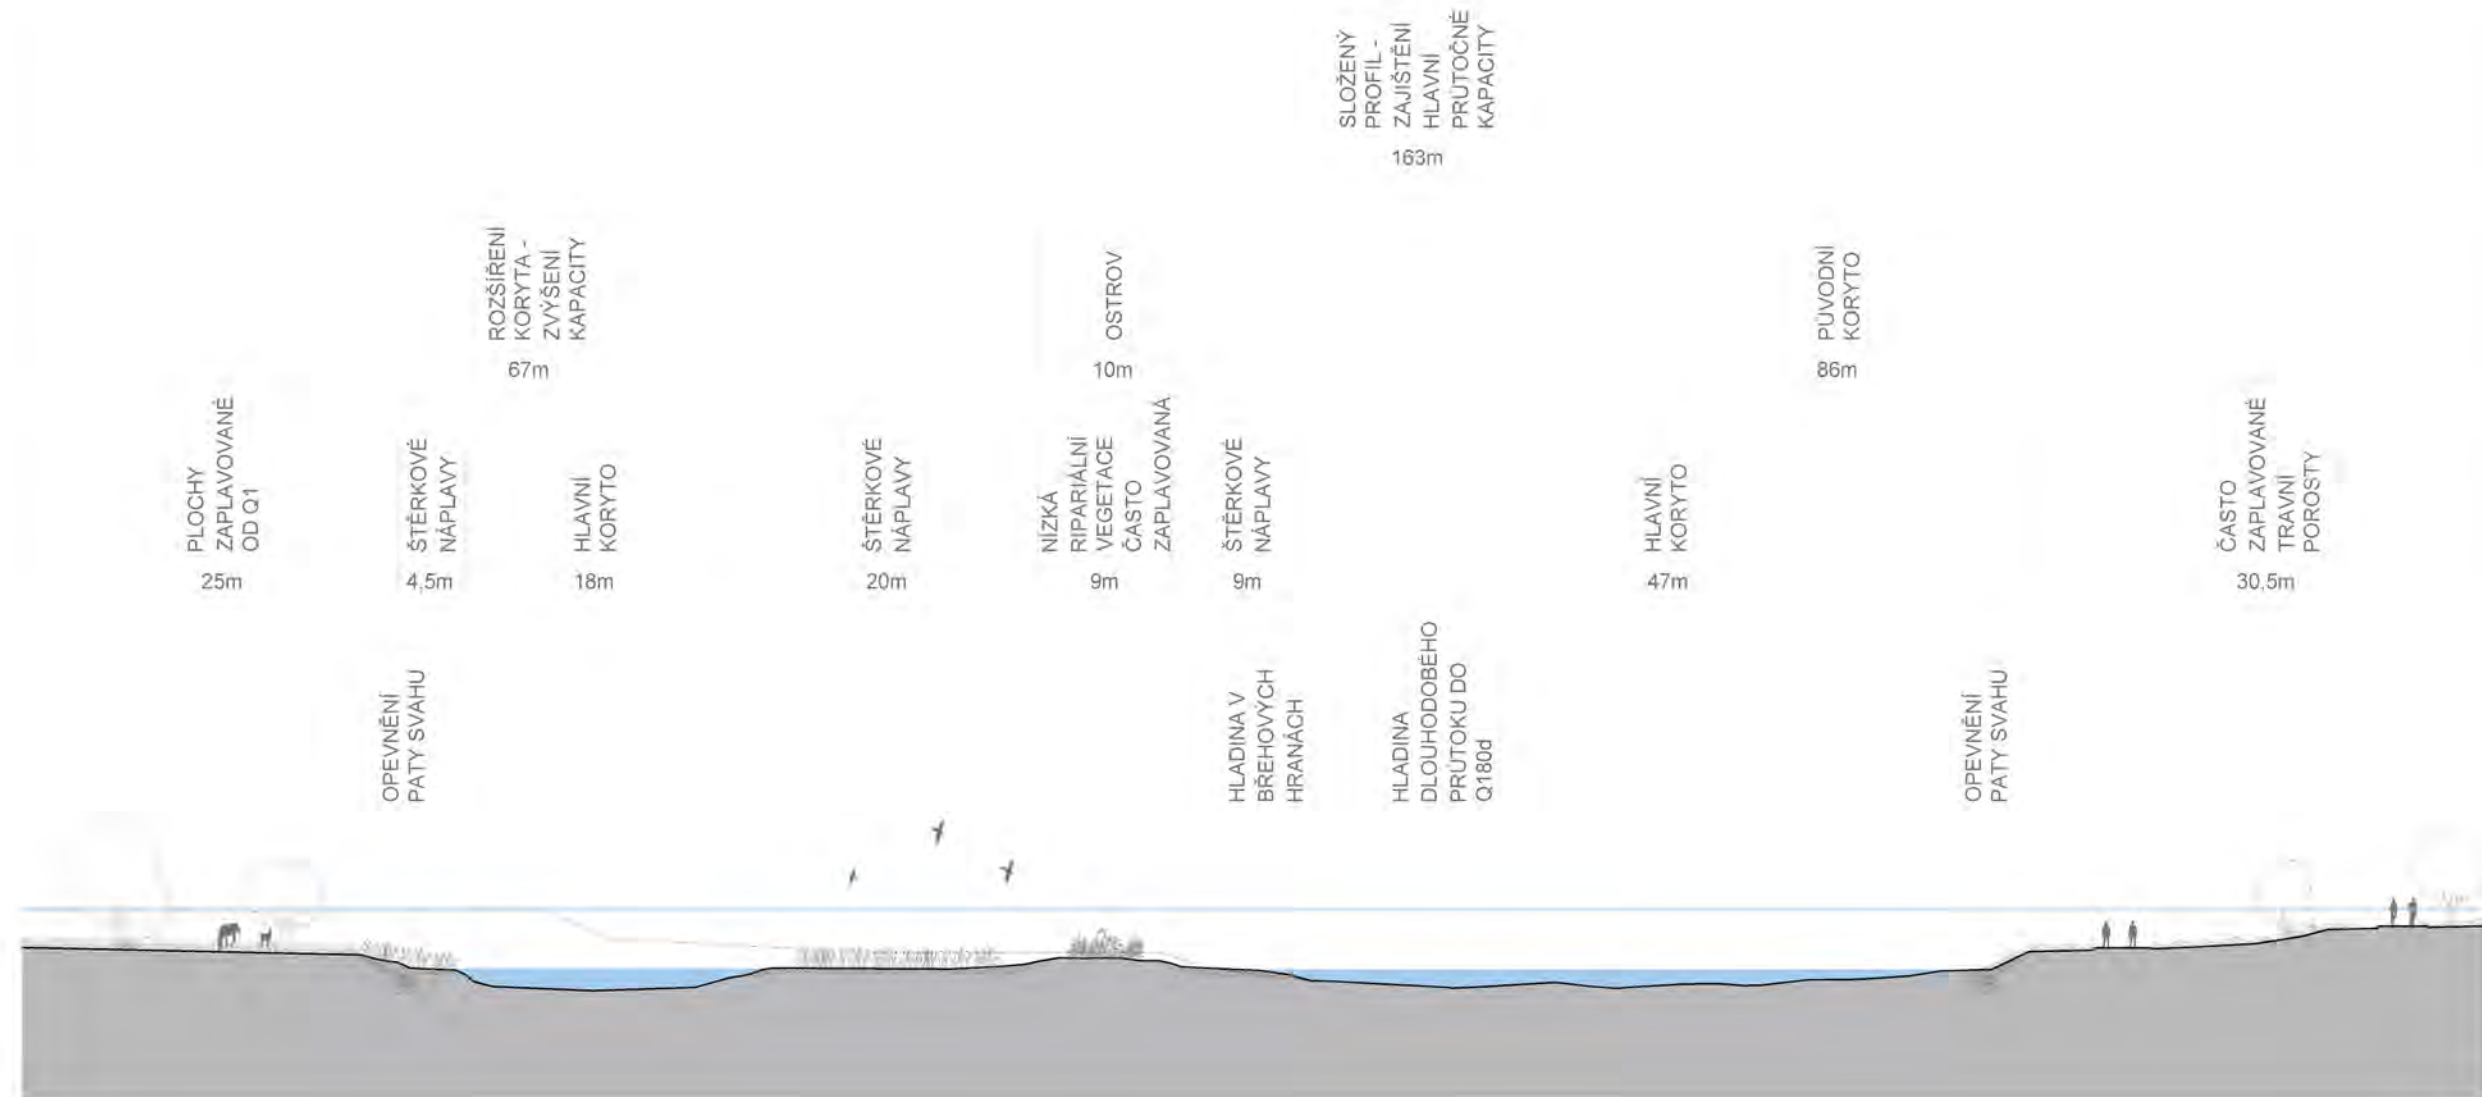 SLOŽENÝ
PROFIL -
ZAJIŠTĚNÍ
HLAVNÍ
PRŮTOČNÉ
KAPACITY
163m
ROZŠÍŘENÍ
KORYTA -
ZVÝŠENÍ
KAPACITY
67m
OSTROV
10m
PŮVODNÍ
KORYTO
86m
PLOCHY
ZAPLAVOVANÉ
OD Q1
25m
ŠTĚRKOVÉ
NÁPLAVY
4,5m
HLAVNÍ
KORYTO
18m
ŠTĚRKOVÉ
NÁPLAVY
20m
NÍZKÁ
RIPARIÁLNÍ
VEGETACE
ČASTO
ZAPLAVOVANÁ
9m
ŠTĚRKOVÉ
NÁPLAVY
9m
HLAVNÍ
KORYTO
47m
ČASTO
ZAPLAVOVANÉ
TRAVNÍ
POROSTY
30,5m
OPEVNĚNÍ
PATY SVAHU
HLADINA V
BŘEHOVÝCH
HRANÁCH
HLADINA
DLOUHODOBÉHO
PRŮTOKU DO
Q180d
OPEVNĚNÍ
PATY SVAHU